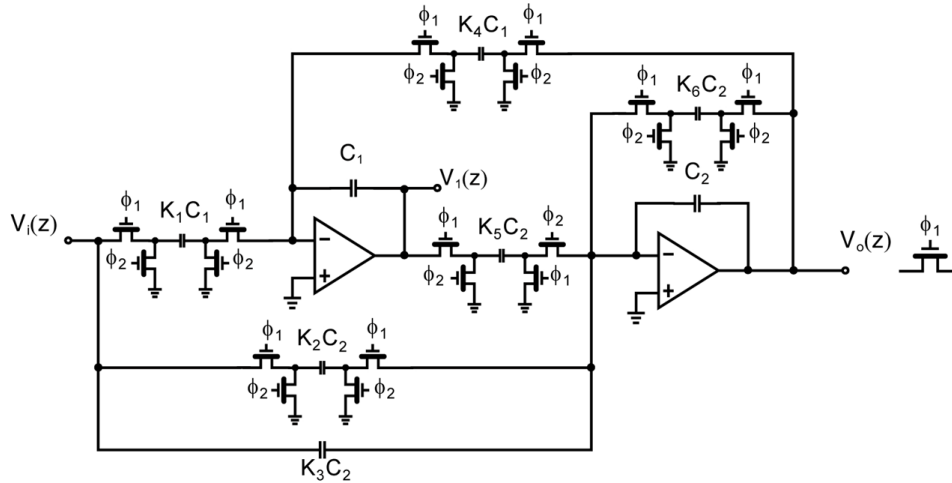 ϕ1 K4C1 ϕ1
ϕ2 ϕ2
ϕ1 K6C2 ϕ1
ϕ2 ϕ2
C1
V1(z)
C2
Vi(z)
ϕ1 K1C1 ϕ1
ϕ2 ϕ2
−
+
ϕ1 K5C2 ϕ2
ϕ2 ϕ1
−
+
Vo(z)
ϕ1
ϕ1 K2C2 ϕ1
ϕ2 ϕ2
K3C2